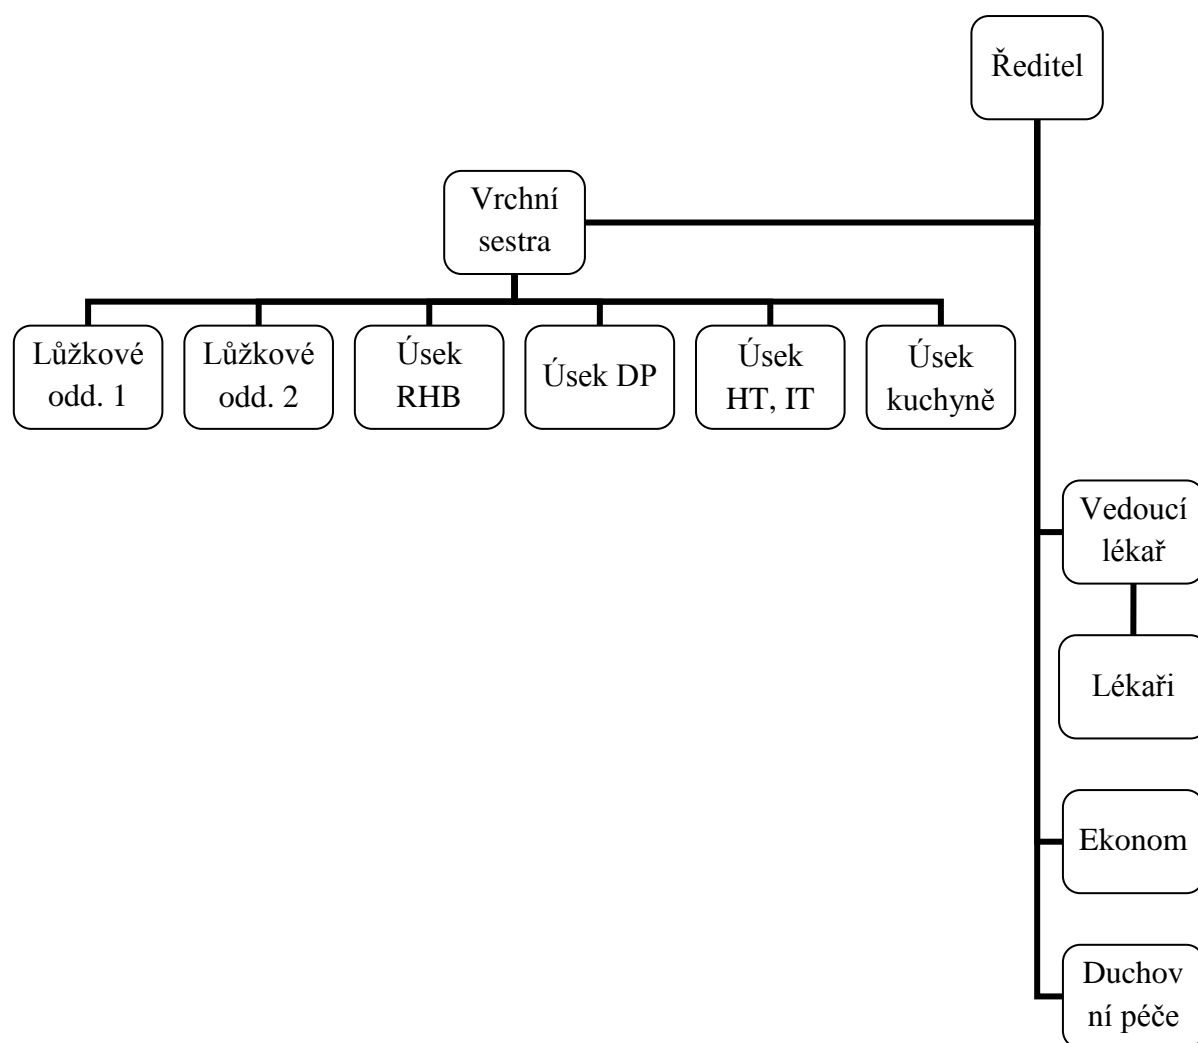 Ředitel
Vrchní
sestra
Lůžkové
odd. 1
Lůžkové
odd. 2
Úsek
RHB
Úsek DP
Úsek
HT, IT
Úsek
kuchyně
Vedoucí
lékař
Lékaři
Ekonom
Duchov
ní péče